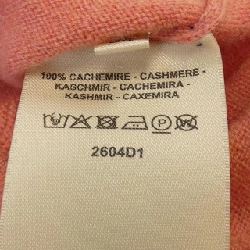 100% CACHEMIRE - CASHMERE -
KASCHMIR - CACHEMIRA -
KASHMIR - CAXEMIRA
2604D1